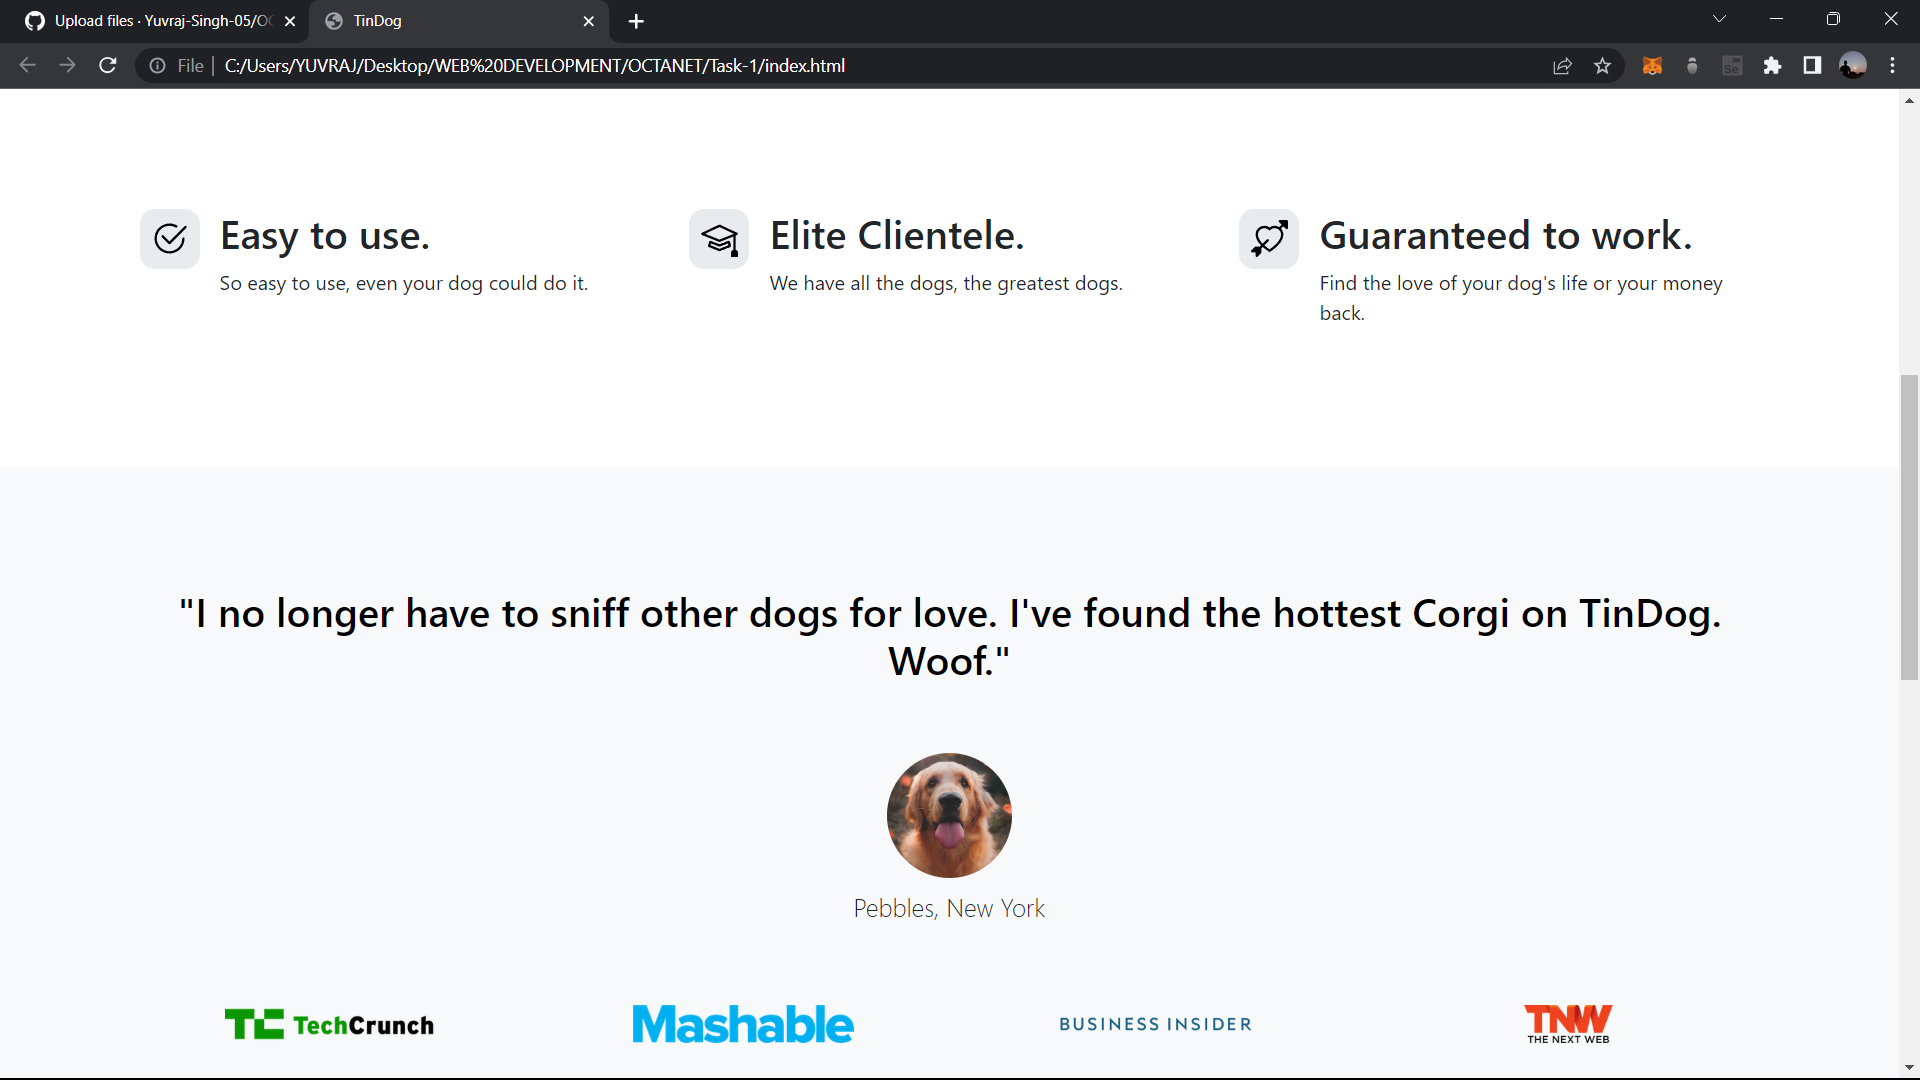 Upload files · Yuvraj-Singh-05/OC
TinDog
File
C:/Users/YUVRAJ/Desktop/WEB%20DEVELOPMENT/OCTANET/Task-1/index.html
Se
Easy to use.
So easy to use, even your dog could do it.
Elite Clientele.
We have all the dogs, the greatest dogs.
Guaranteed to work.
Find the love of your dog's life or your money
back.
"I no longer have to sniff other dogs for love. I've found the hottest Corgi on TinDog.
Woof."
Pebbles, New York
TC TechCrunch
Mashable
BUSINESS INSIDER
TNW
THE NEXT WEB